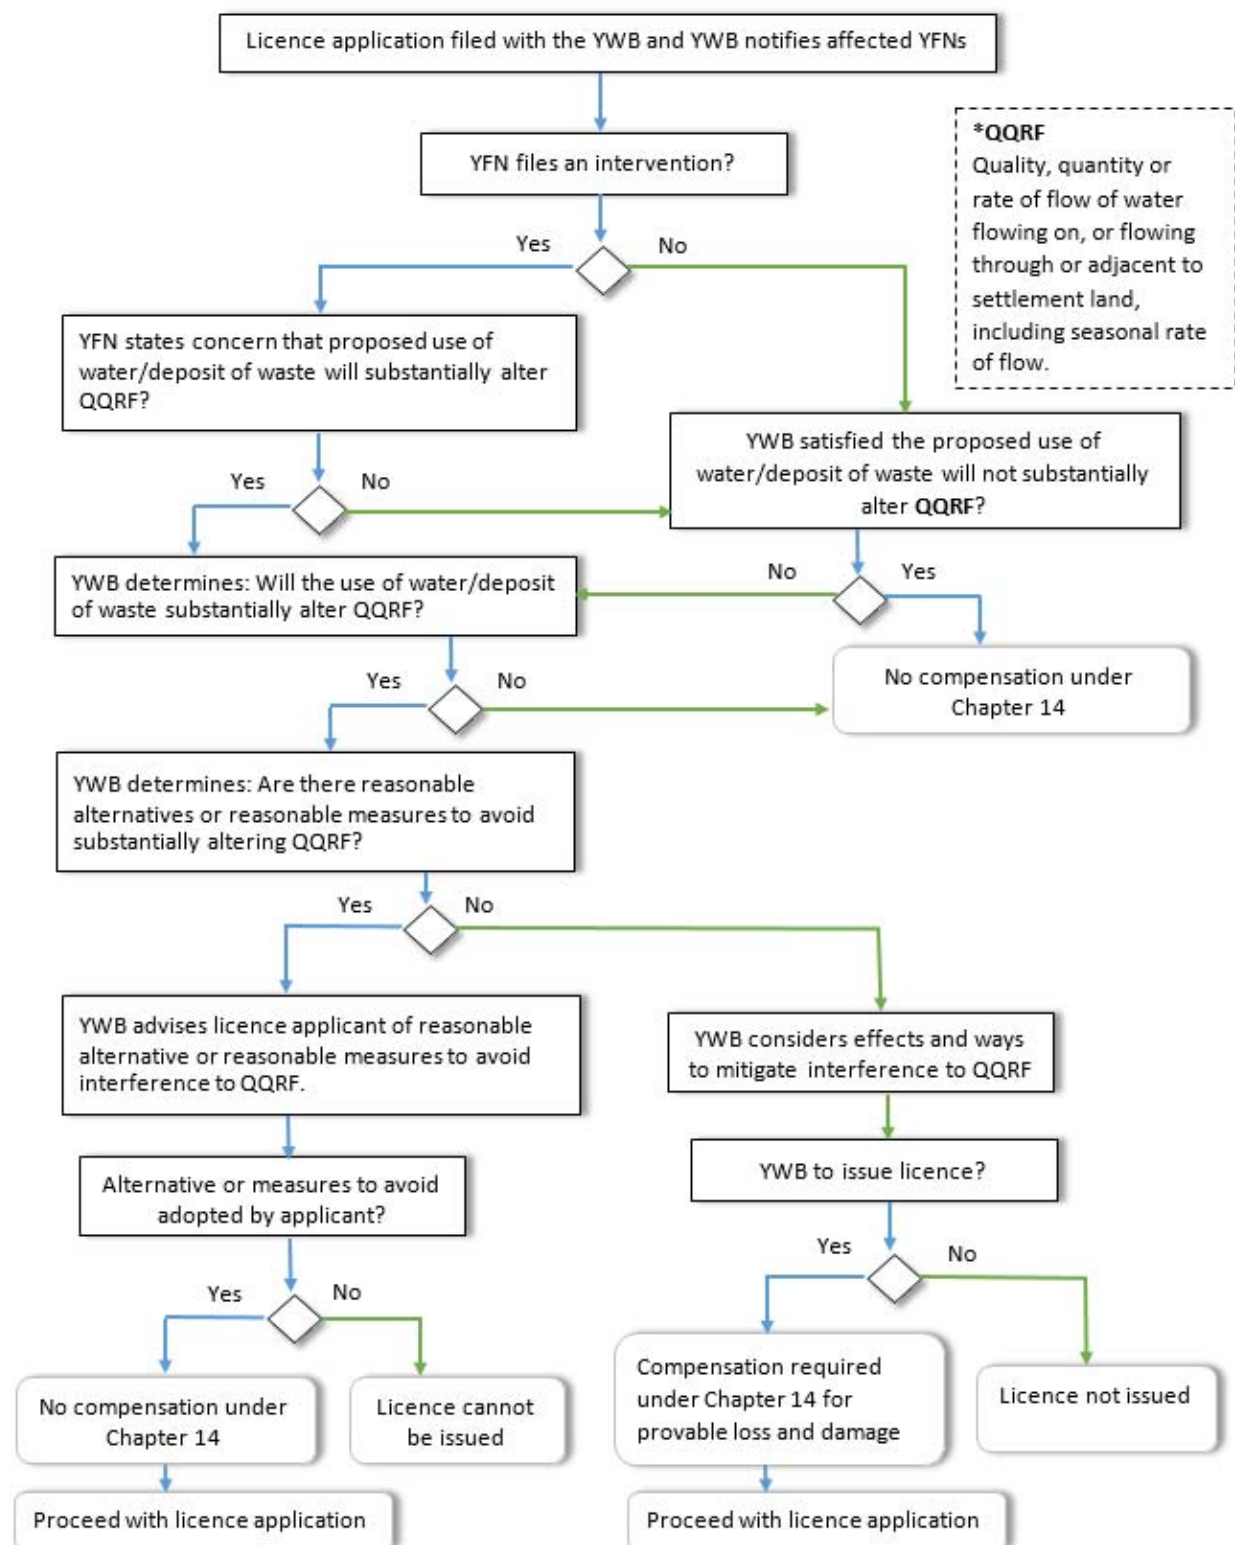 Licence application filed with the YWB and YWB notifies affected YFNs
YFN files an intervention?
*QQRF
Quality, quantity or
rate of flow of water
flowing on, or flowing
through or adjacent to
settlement land,
including seasonal rate
of flow.
Yes
No
YFN states concern that proposed use of
water/deposit of waste will substantially alter
QQRF?
YWB satisfied the proposed use of
water/deposit of waste will not substantially
alter QQRF?
Yes
No
YWB determines: Will the use of water/deposit
of waste substantially alter QQRF?
No
Yes
No compensation under
Chapter 14
Yes
No
YWB determines: Are there reasonable
alternatives or reasonable measures to avoid
substantially altering QQRF?
Yes
No
YWB advises licence applicant of reasonable
alternative or reasonable measures to avoid
interference to QQRF.
YWB considers effects and ways
to mitigate interference to QQRF
Alternative or measures to avoid
adopted by applicant?
YWB to issue licence?
Yes
No
Yes
No
No compensation under
Chapter 14
Licence cannot
be issued
Compensation required
under Chapter 14 for
provable loss and damage
Licence not issued
Proceed with licence application
Proceed with licence application